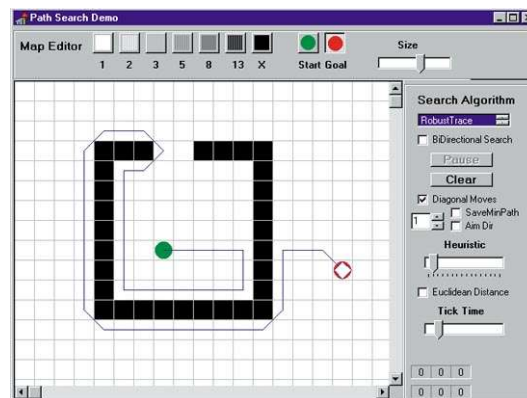 Path Search Demo
Map Editor
1 2 3 5 8 13 X
Start Goal
Size
Search Algorithm
RobustTrace
BiDirectional Search
Pause
Clear
Diagonal Moves
1
SaveMinPath
Aim Dir
Heuristic
Euclidean Distance
Tick Time
0 0 0
0 0 0